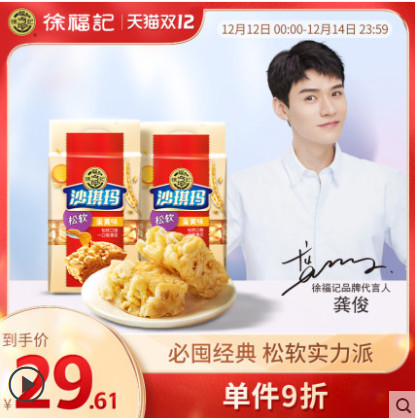 徐福記 天猫双12
12月12日 00:00-12月14日 23:59
沙琪玛
松软
蛋黄味
沙琪玛
松软
蛋黄味
徐福记品牌代言人
龚俊
到手价
¥29.61
必囤经典 松软实力派
单件9折